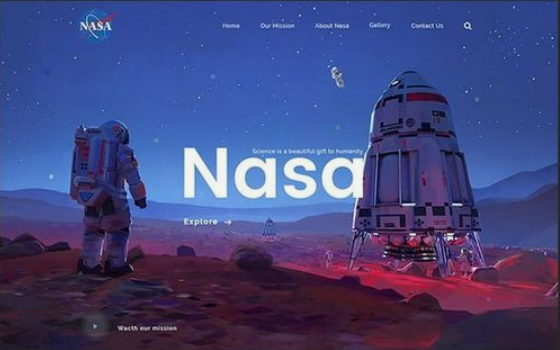 NASA
Home Our Mission About Nasa Gallery Contact Us
Science is a beautiful gift to humanity.
Nasa
Explore →
Wacth our mission